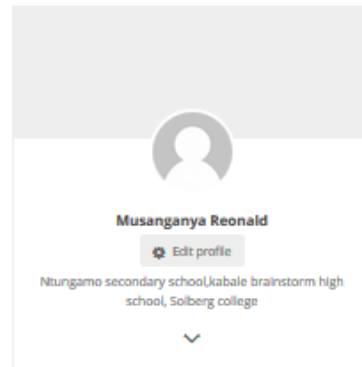 Musanganya Reonald
Edit profile
Ntungamo secondary school,kabale brainstorm high
school, Solberg college